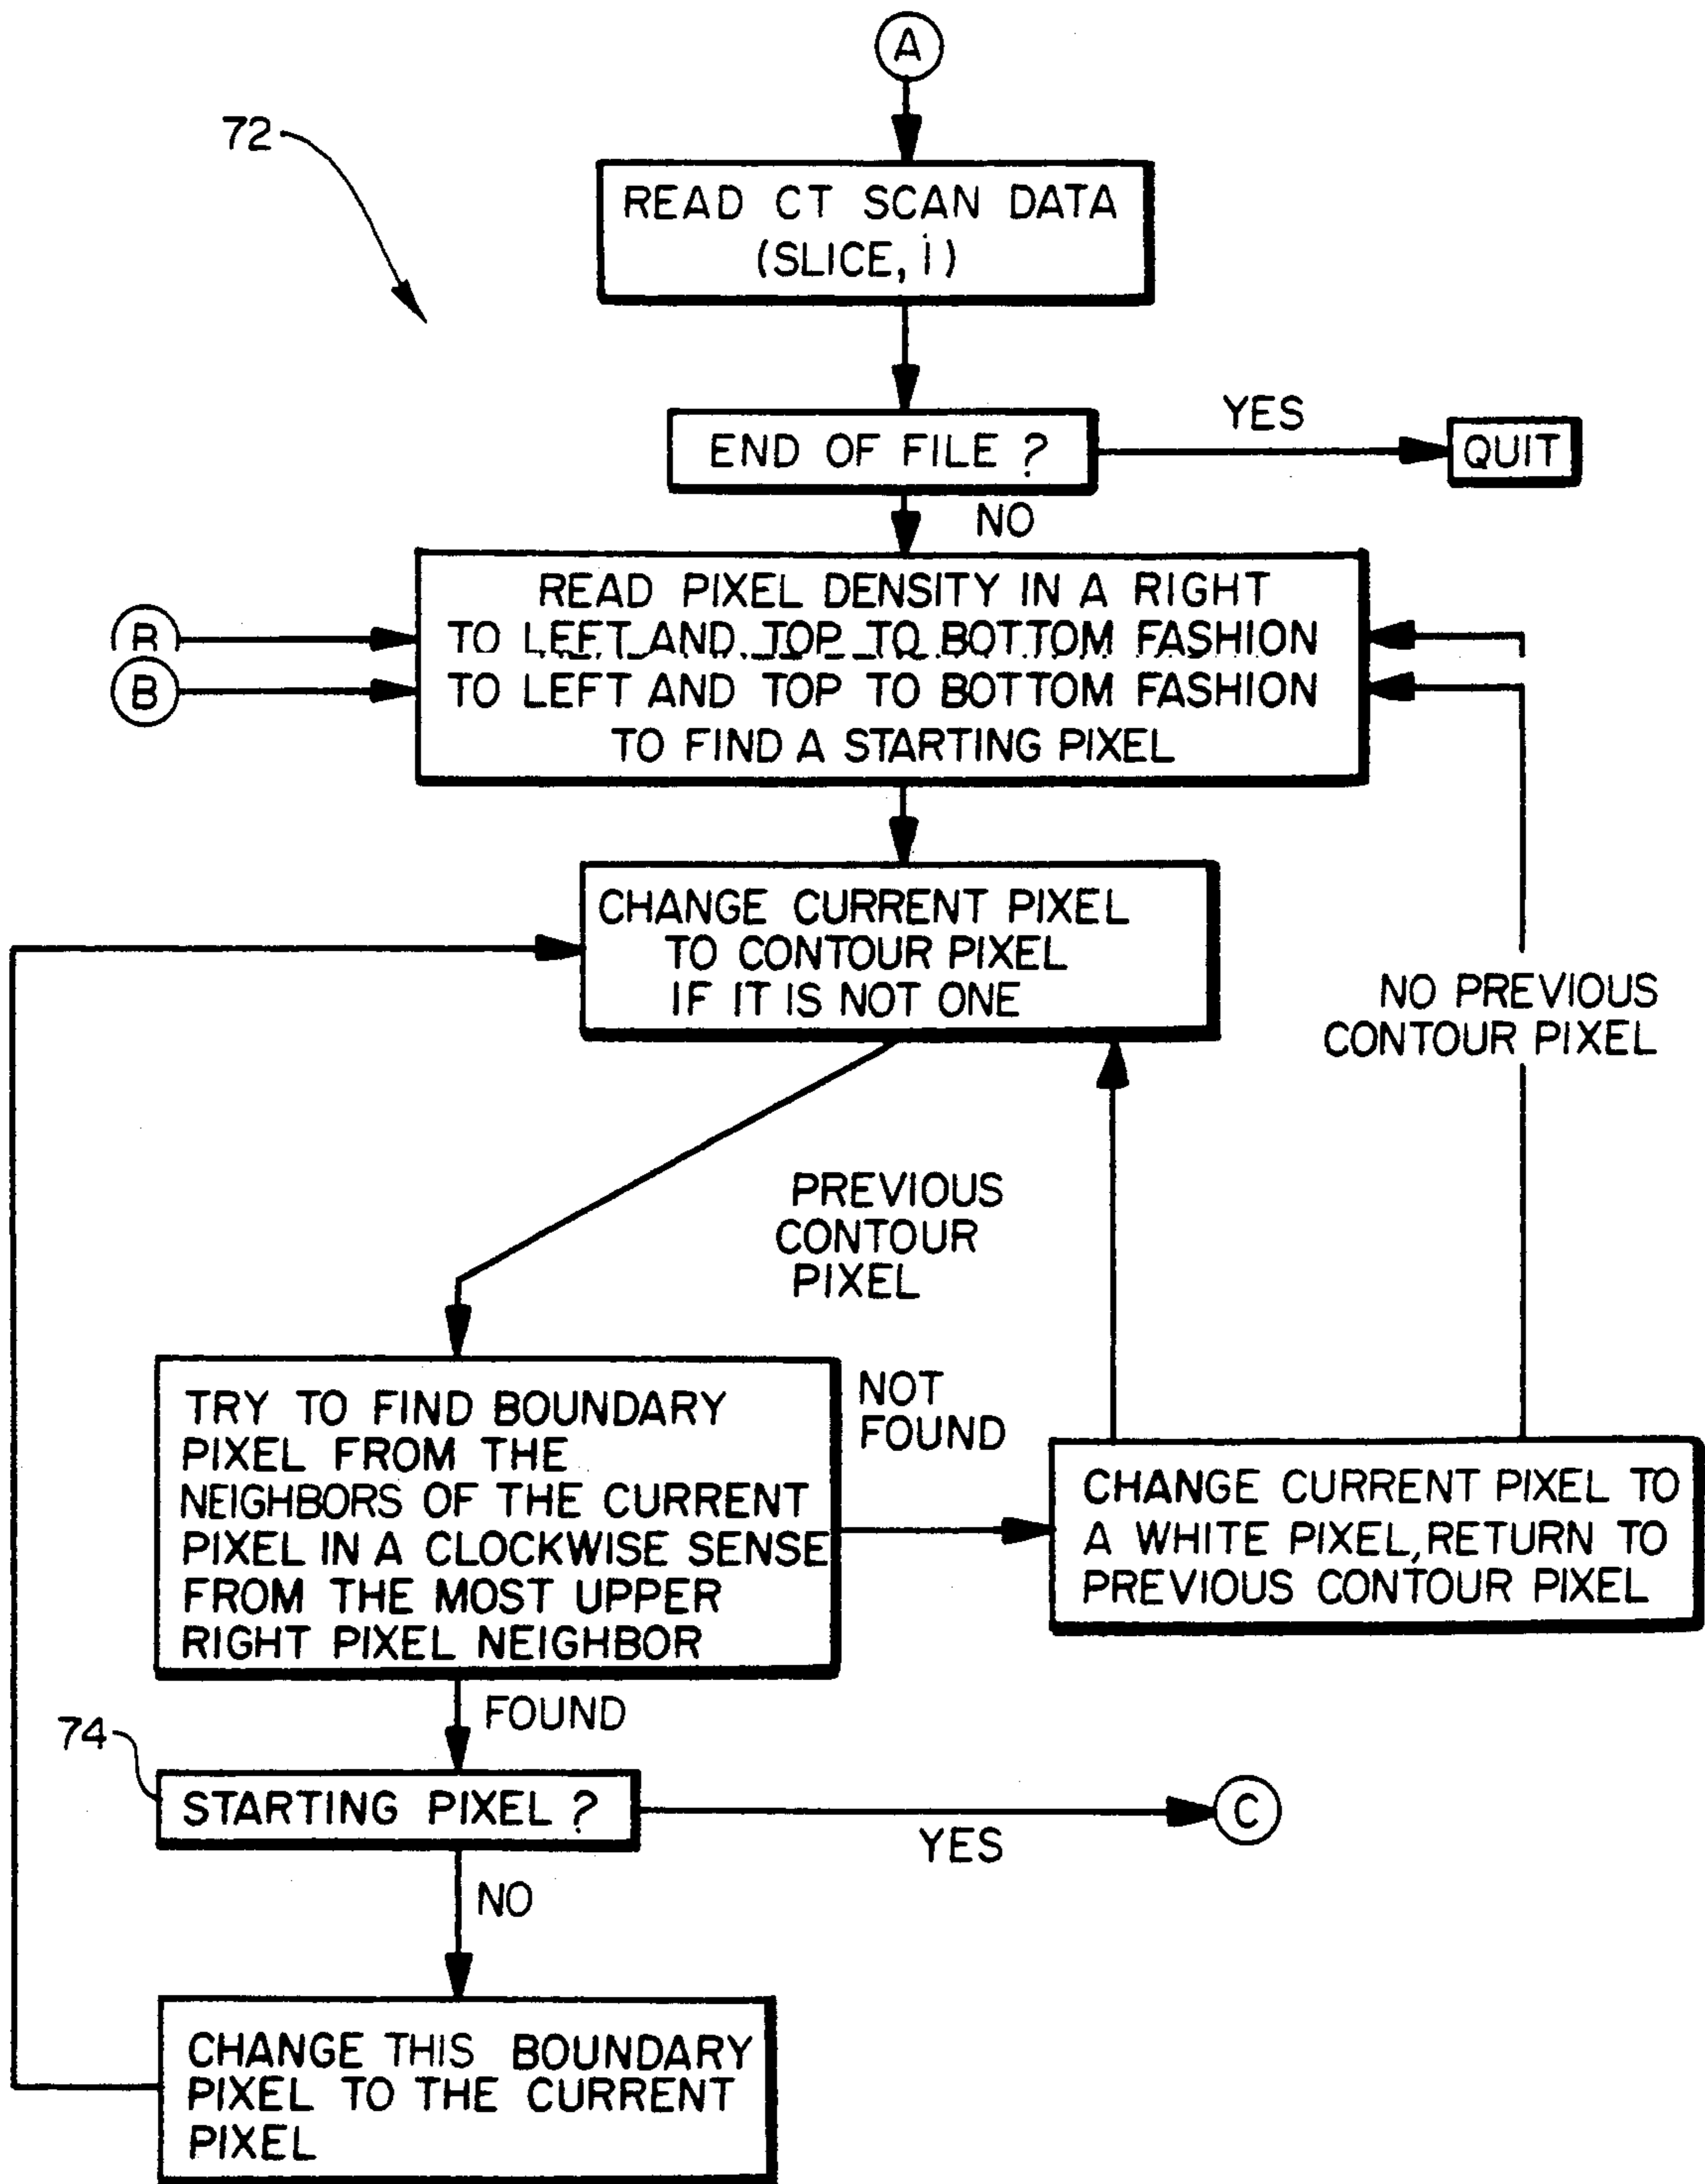 A
72
READ CT SCAN DATA
(SLICE, i)
END OF FILE ?
YES
QUIT
NO
READ PIXEL DENSITY IN A RIGHT
TO LEFT AND TOP TO BOTTOM FASHION
TO LEFT AND TOP TO BOTTOM FASHION
TO FIND A STARTING PIXEL
B
B
CHANGE CURRENT PIXEL
TO CONTOUR PIXEL
IF IT IS NOT ONE
NO PREVIOUS
CONTOUR PIXEL
PREVIOUS
CONTOUR
PIXEL
TRY TO FIND BOUNDARY
PIXEL FROM THE
NEIGHBORS OF THE CURRENT
PIXEL IN A CLOCKWISE SENSE
FROM THE MOST UPPER
RIGHT PIXEL NEIGHBOR
NOT
FOUND
CHANGE CURRENT PIXEL TO
A WHITE PIXEL, RETURN TO
PREVIOUS CONTOUR PIXEL
FOUND
74
STARTING PIXEL ?
YES
C
NO
CHANGE THIS BOUNDARY
PIXEL TO THE CURRENT
PIXEL